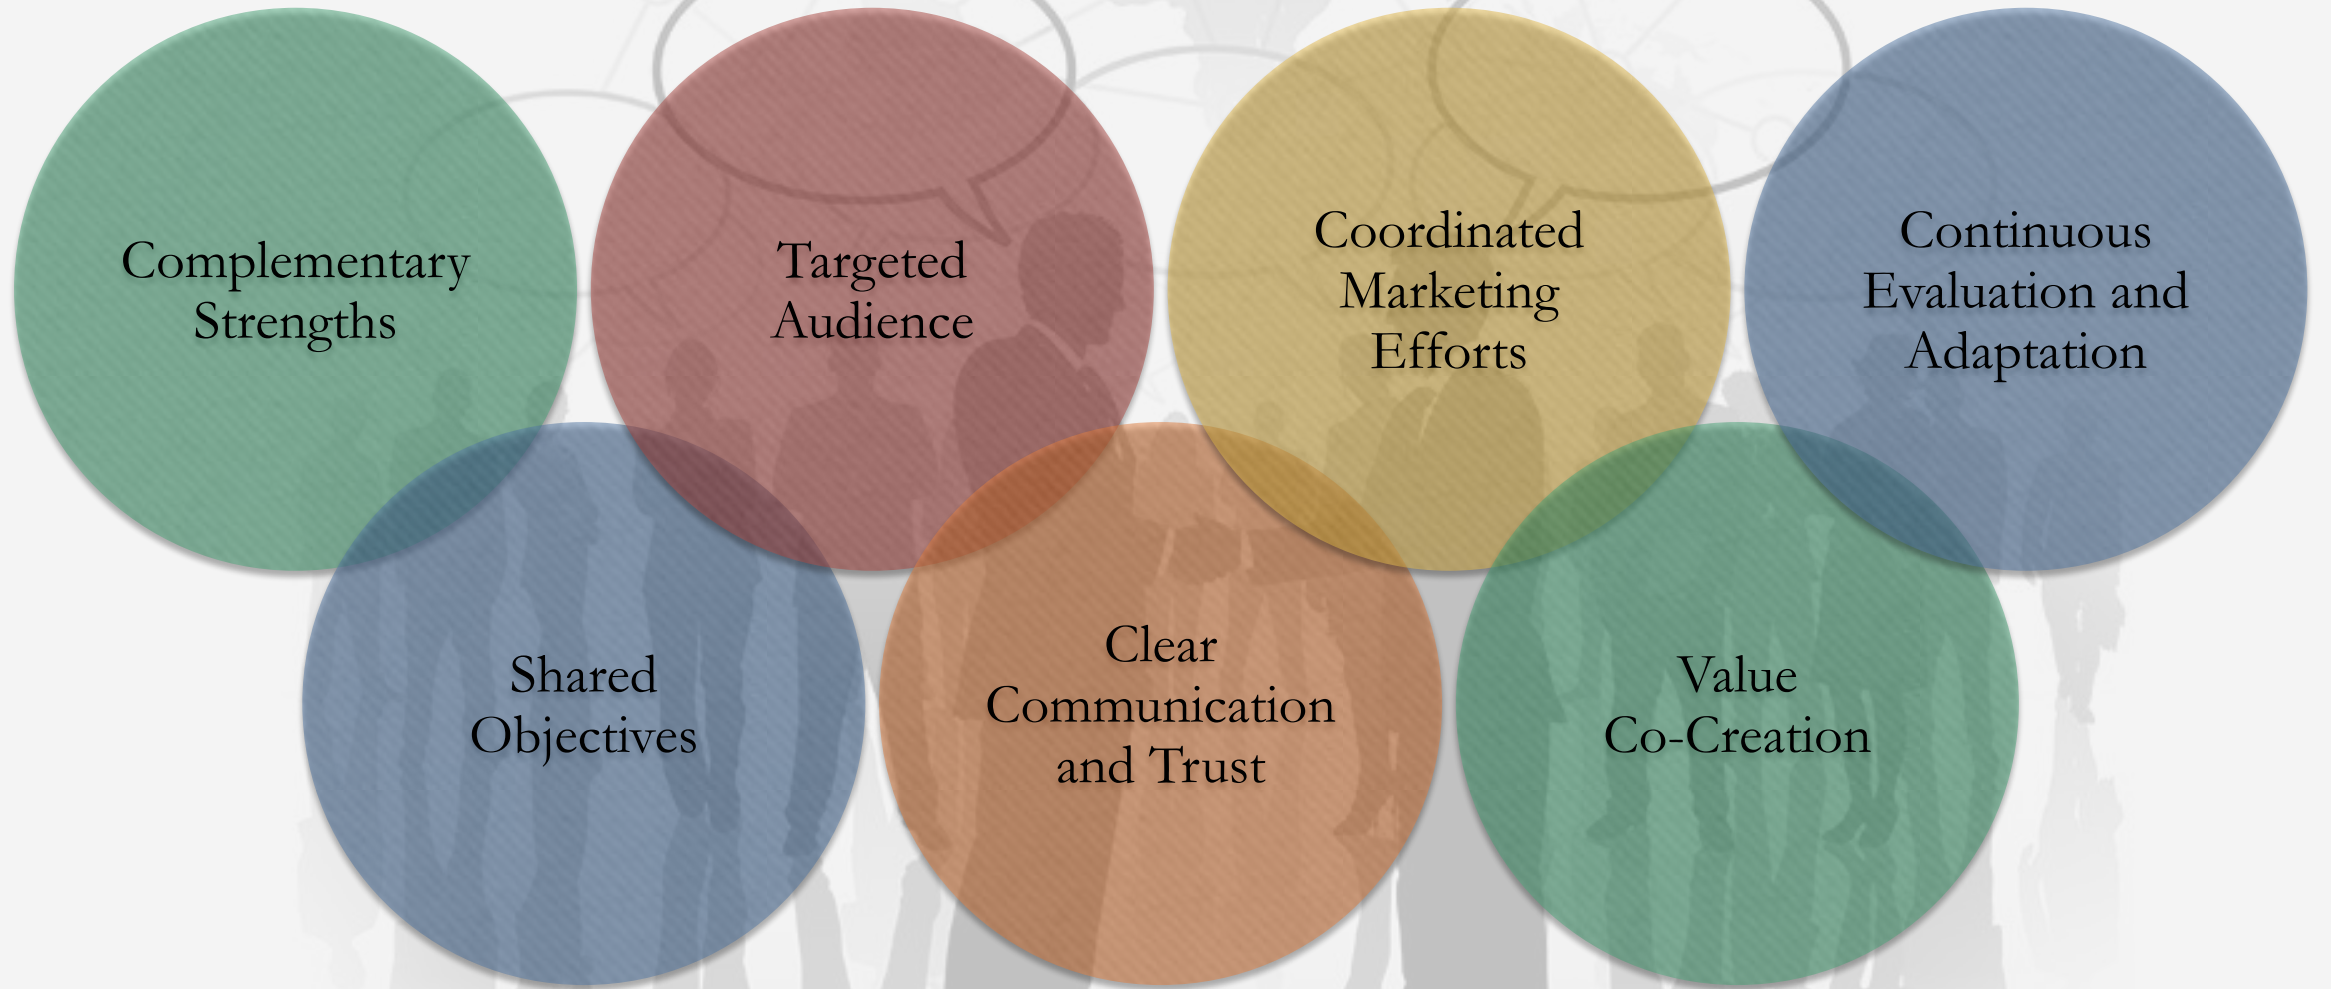 Complementary
Strengths
Shared
Objectives
Targeted
Audience
Clear
Communication
and Trust
Coordinated
Marketing
Efforts
Value
Co-Creation
Continuous
Evaluation and
Adaptation